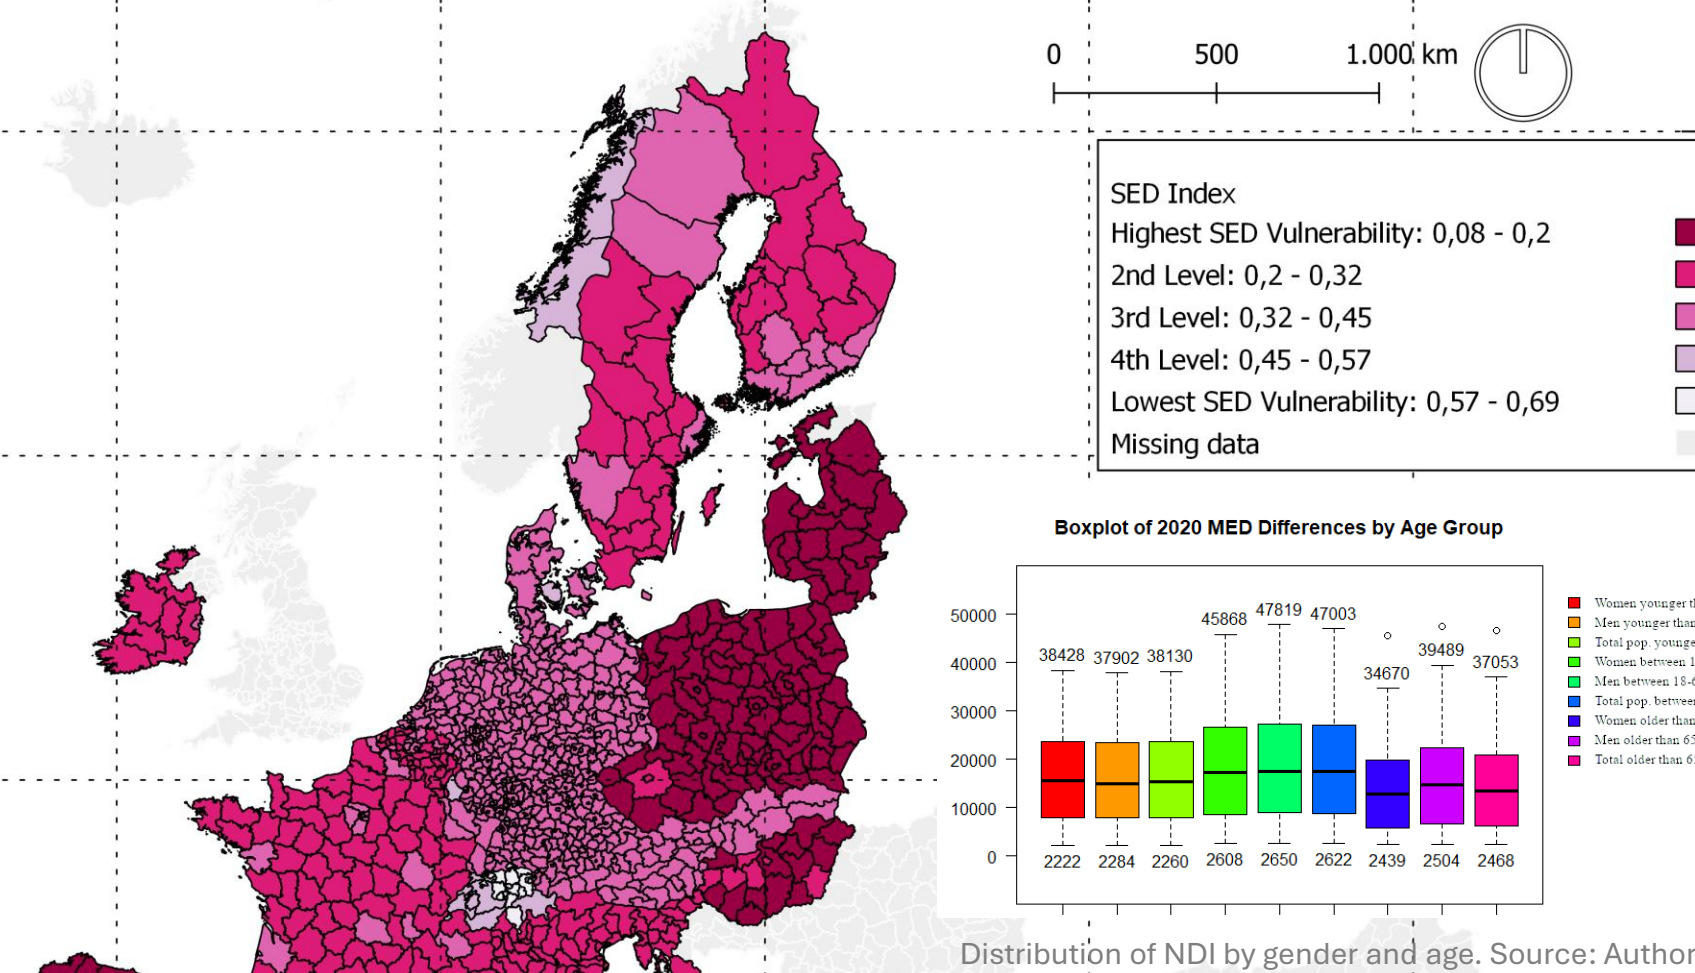 0 500 1.000 km
SED Index
Highest SED Vulnerability: 0,08 - 0,2
2nd Level: 0,2 - 0,32
3rd Level: 0,32 - 0,45
4th Level: 0,45 - 0,57
Lowest SED Vulnerability: 0,57 - 0,69
Missing data
Boxplot of 2020 MED Differences by Age Group
50000
40000
30000
20000
10000
0
38428 37902 38130 45868 47819 47003 34670 39489 37053
2222 2284 2260 2608 2650 2622 2439 2504 2468
Women younger
Men younger than
Total pop. younge
Women between 1
Men between 18-6
Total pop. between
Women older than
Men older than 65
Total older than 6
Distribution of NDI by gender and age. Source: Author